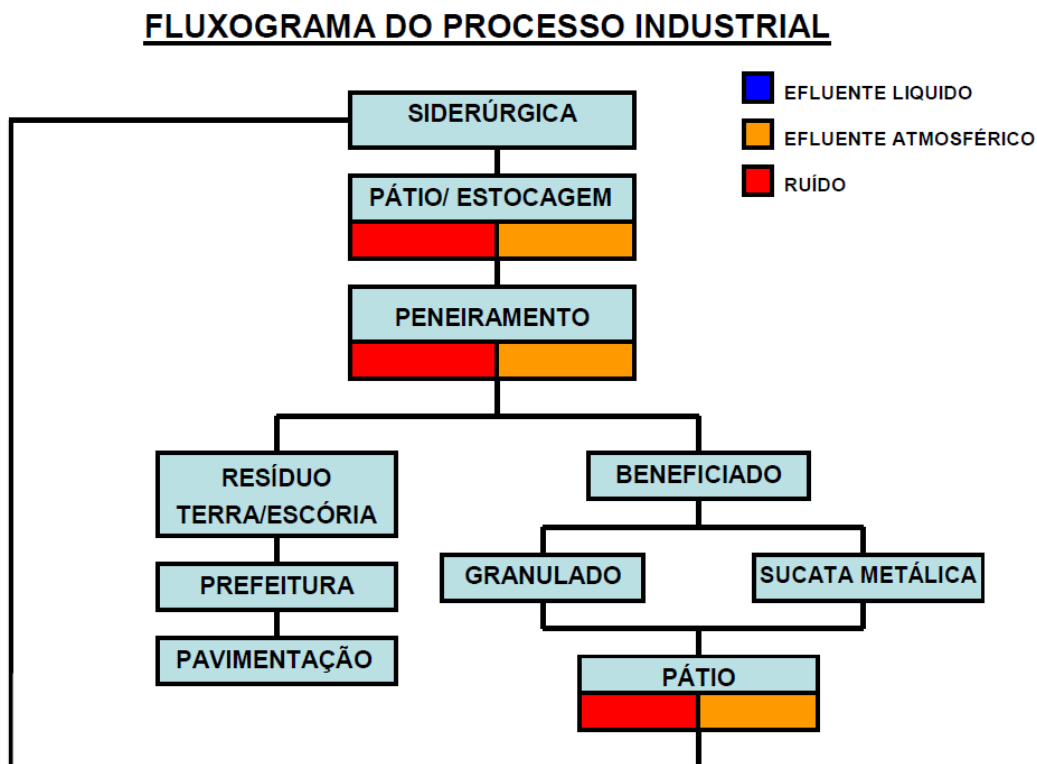 FLUXOGRAMA DO PROCESSO INDUSTRIAL
EFLUENTE LIQUIDO
EFLUENTE ATMOSFÉRICO
RUÍDO
SIDERÚRGICA
PÁTIO/ ESTOCAGEM
PENEIRAMENTO
RESÍDUO
TERRA/ESCÓRIA
BENEFICIADO
PREFEITURA
GRANULADO
SUCATA METÁLICA
PAVIMENTAÇÃO
PÁTIO